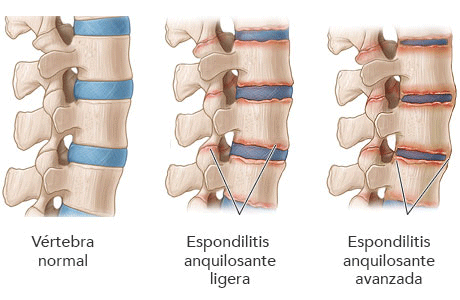 Vértebra
normal
Espondilitis
anquilosante
ligera
Espondilitis
anquilosante
avanzada